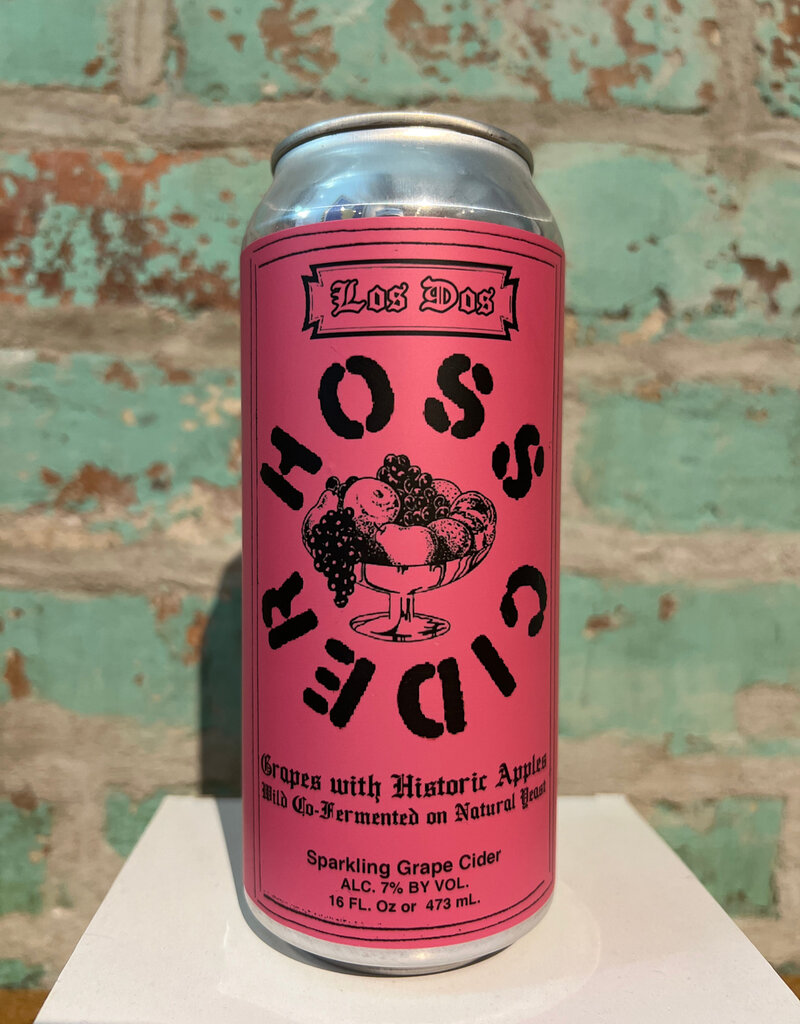 Los Dos
HOSS
CIDER
Grapes with Historic Apples
Wild Co-Fermented on Natural Yeast
Sparkling Grape Cider
ALC. 7% BY VOL.
16 FL. Oz or 473 mL.